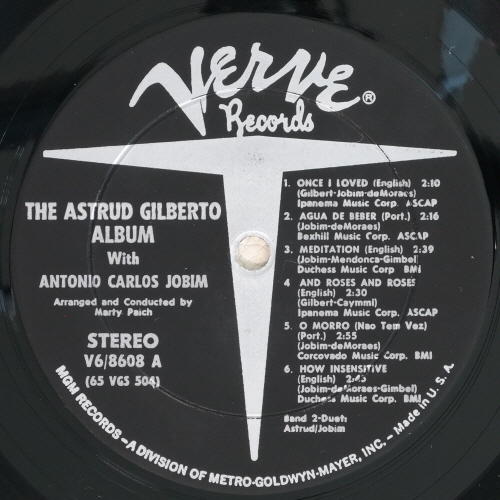 VERVE®
Records
THE ASTRUD GILBERTO
ALBUM
With
ANTONIO CARLOS JOBIM
Arranged and Conducted by
Marty Paich
STEREO
V6/8608 A
(65 VGS 504)
1. ONCE I LOVED (English) 2:10
(Gilbert-Jobim-deMoraes)
Ipanema Music Corp. ASCAP
2. AGUA DE BEBER (Port.) 2:16
(Jobim-deMoraes)
Bexhill Music Corp. ASCAP
3. MEDITATION (English) 2:39
(Jobim-Mendonca-Gimbel)
Duchess Music Corp. BMI
4. AND ROSES AND ROSES
(English) 2:30
(Gilbert-Caymmi)
Ipanema Music Corp. ASCAP
5. O MORRO (Nao Tem Vez)
(Port.) 2:55
(Jobim-deMoraes)
Corcovado Music Corp. BMI
6. HOW INSENSITIVE
(English) 2:45
(Jobim-deMoraes-Gimbel)
Duchess Music Corp. BMI
Band 2-Duet:
Astrud/Jobim
MGM RECORDS-A DIVISION OF METRO-GOLDWYN-MAYER, INC.-Made in U.S.A.